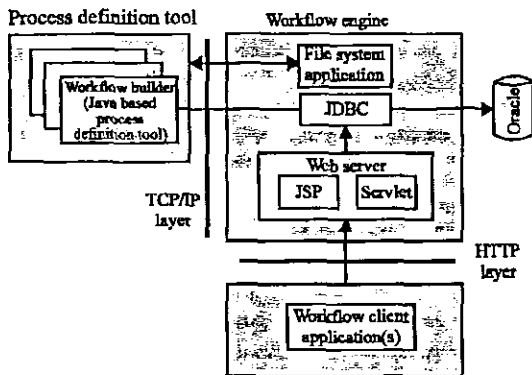 Process definition tool
Workflow engine
File system
application
Workflow builder
(Java based
process
definition tool)
JDBC
Oracle
Web server
JSP
Servlet
TCP/IP
layer
HTTP
layer
Workflow client
application(s)